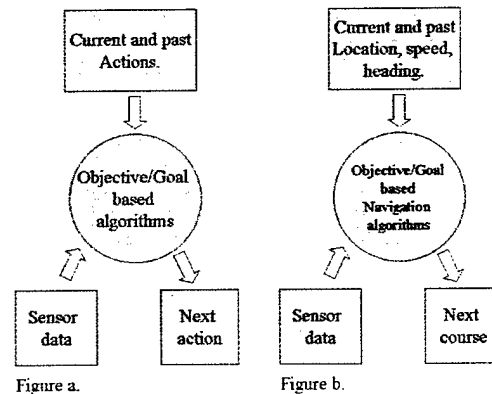 Current and past
Actions.
Objective/Goal
based
algorithms
Sensor
data
Next
action
Figure a.
Current and past
Location, speed,
heading.
Objective/Goal
based
Navigation
algorithms
Sensor
data
Next
course
Figure b.